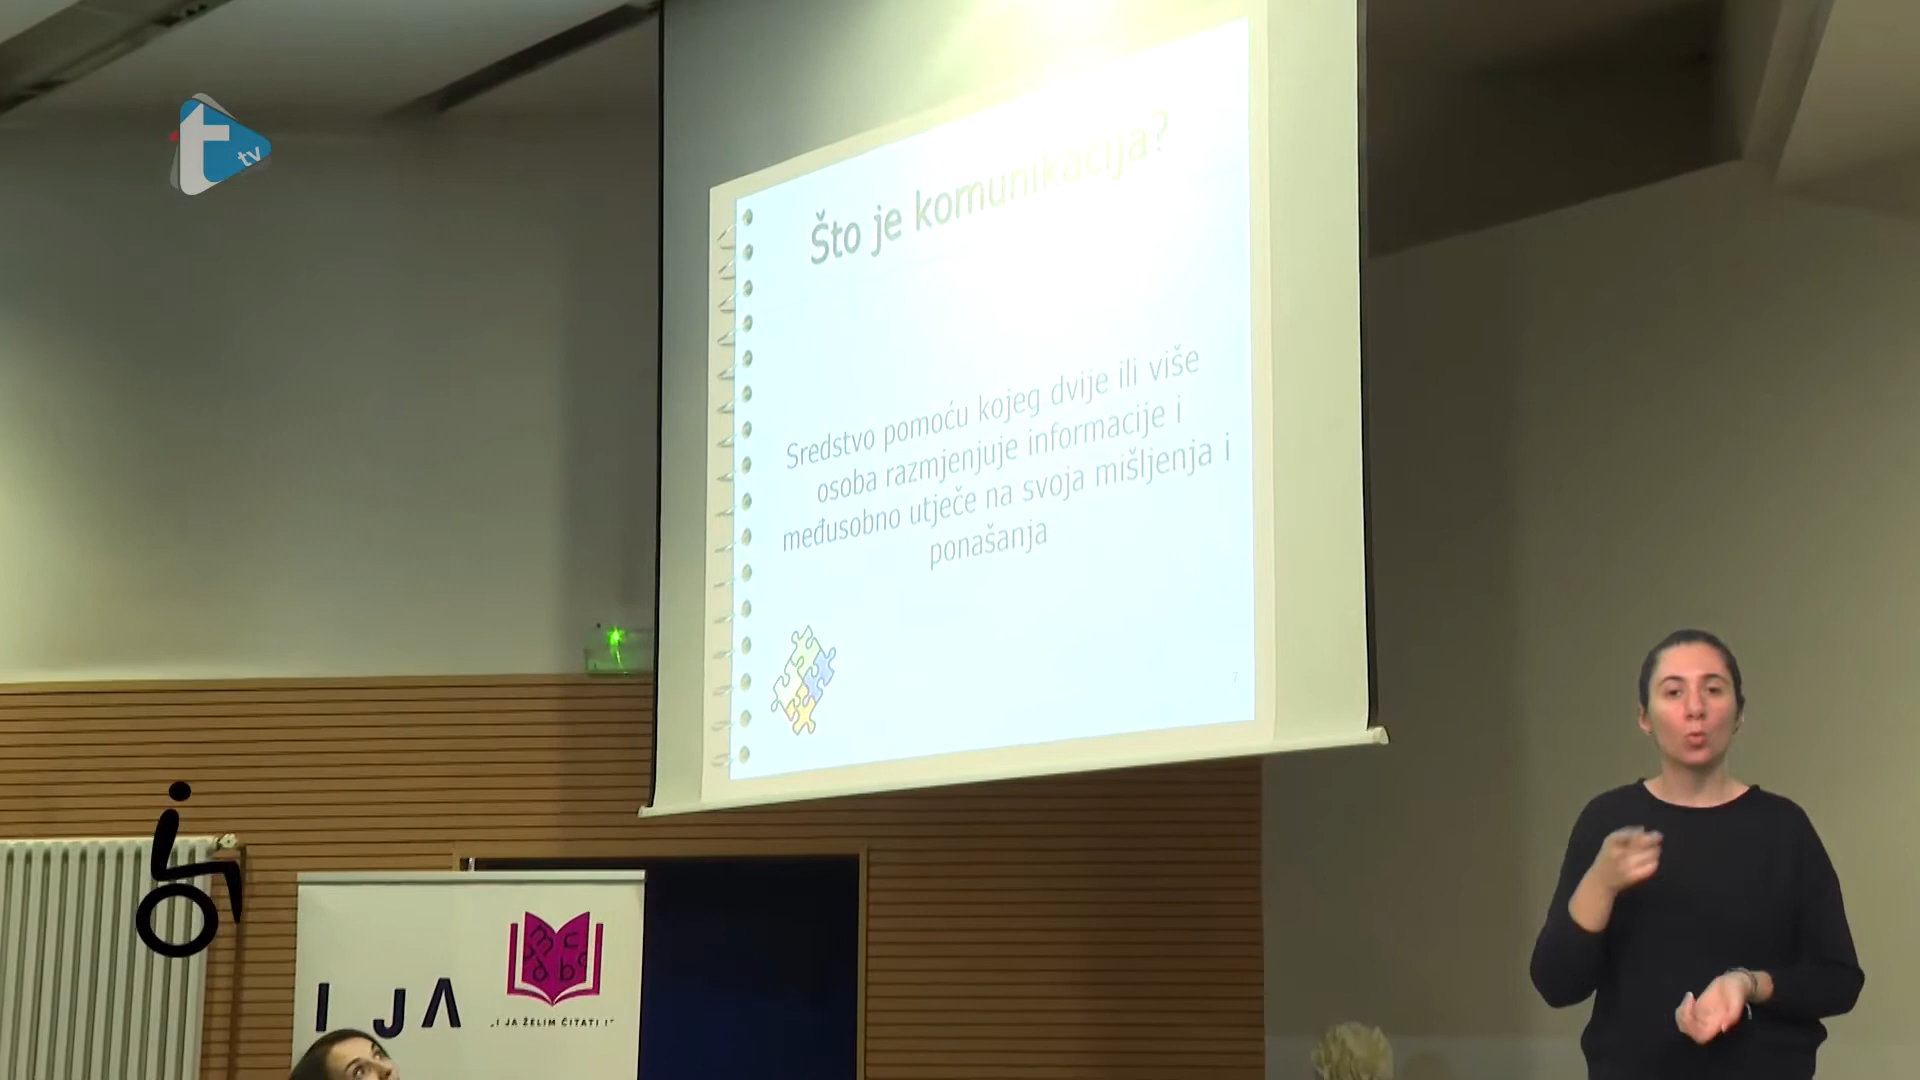 t
tv
Što je komunikacija?
Sredstvo pomoću kojeg dvije ili više
osoba razmjenjuje informacije i
međusobno utječe na svoja mišljenja i
ponašanja
7
I JA
„I JA ŽELIM ČITATI!"